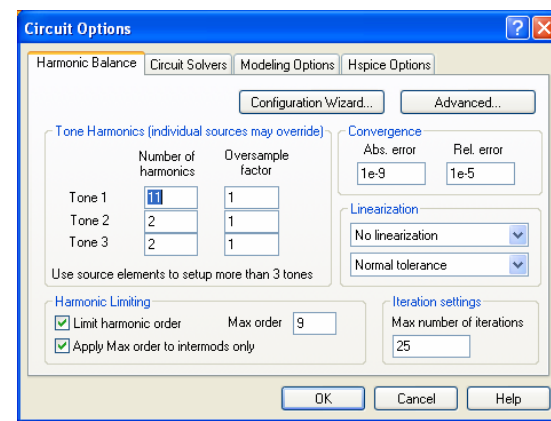 Circuit Options
Harmonic Balance Circuit Solvers Modeling Options Hspice Options
Configuration Wizard... Advanced...
Tone Harmonics (individual sources may override)
Number of harmonics
Oversample factor
Tone 1 11 1
Tone 2 2 1
Tone 3 2 1
Use source elements to setup more than 3 tones
Convergence
Abs. error Rel. error
1e-9 1e-5
Linearization
No linearization
Normal tolerance
Harmonic Limiting
Limit harmonic order Max order 9
Apply Max order to intermods only
Iteration settings
Max number of iterations
25
OK Cancel Help